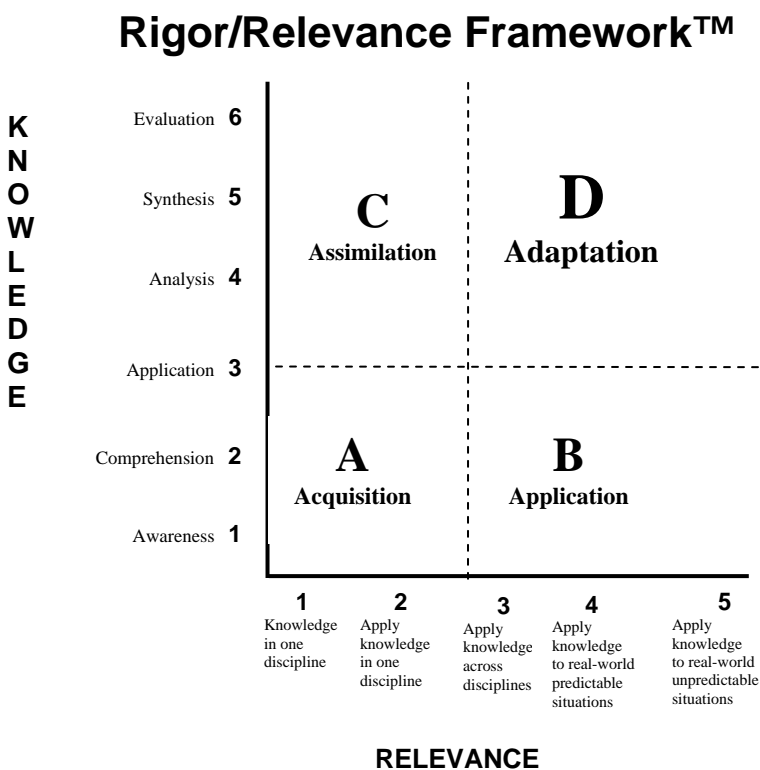 Rigor/Relevance Framework™
KNOWLEDGE
Evaluation 6
Synthesis 5
Analysis 4
Application 3
Comprehension 2
Awareness 1
C
Assimilation
D
Adaptation
A
Acquisition
B
Application
1
Knowledge
in one
discipline
2
Apply
knowledge
in one
discipline
3
Apply
knowledge
across
disciplines
4
Apply
knowledge
to real-world
predictable
situations
5
Apply
knowledge
to real-world
unpredictable
situations
RELEVANCE